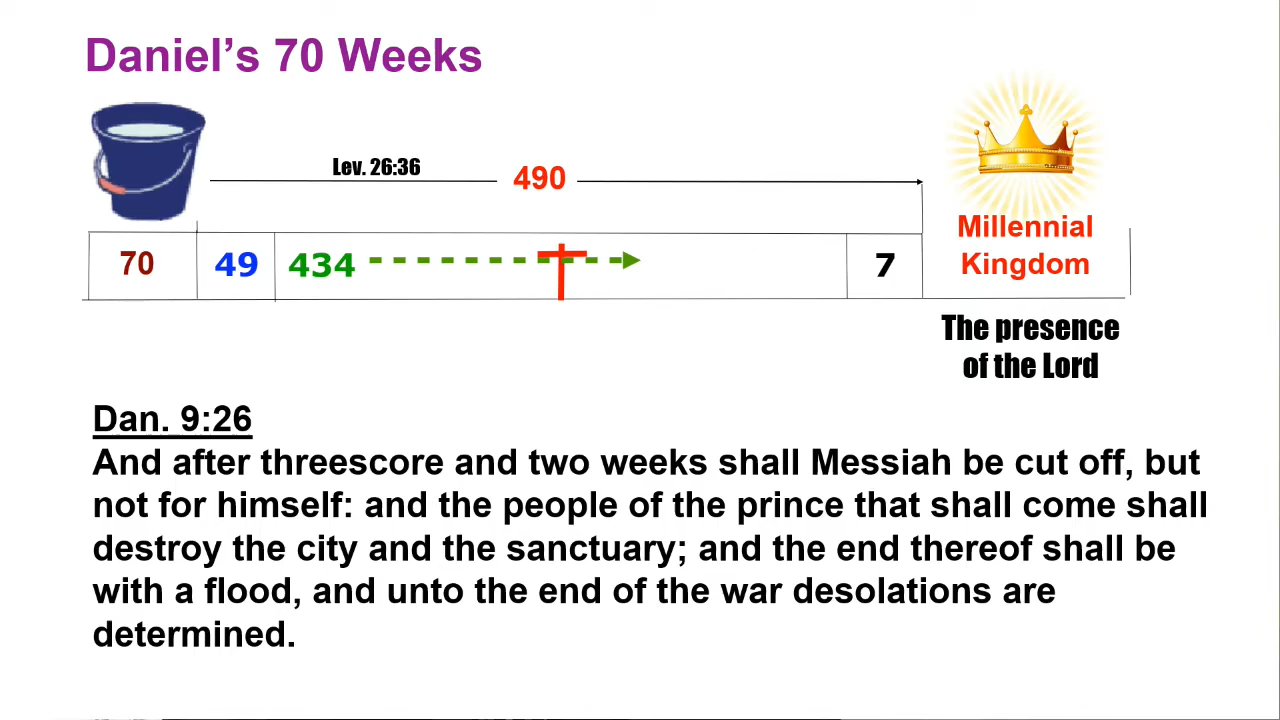 Daniel’s 70 Weeks
Lev. 26:36
490
70
49
434
7
Millennial
Kingdom
The presence
of the Lord
Dan. 9:26
And after threescore and two weeks shall Messiah be cut off, but
not for himself: and the people of the prince that shall come shall
destroy the city and the sanctuary; and the end thereof shall be
with a flood, and unto the end of the war desolations are
determined.